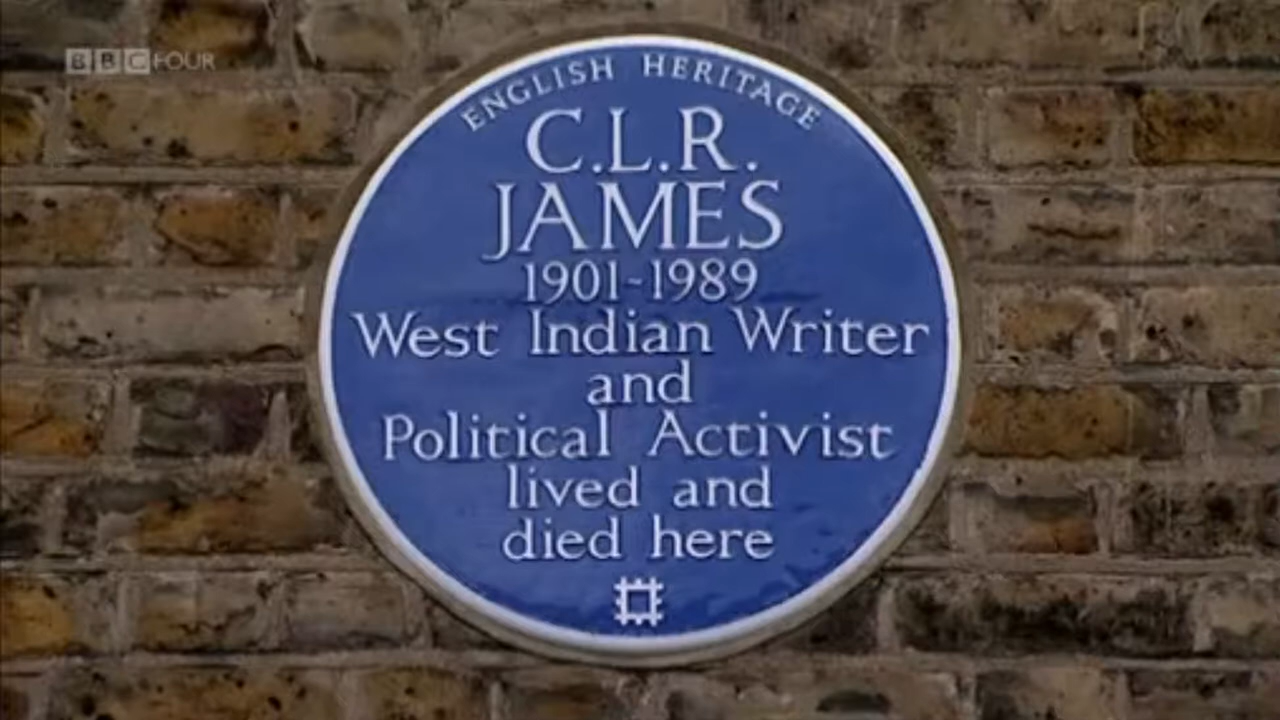 BBC FOUR
ENGLISH HERITAGE
C.L.R.
JAMES
1901-1989
West Indian Writer
and
Political Activist
lived and
died here